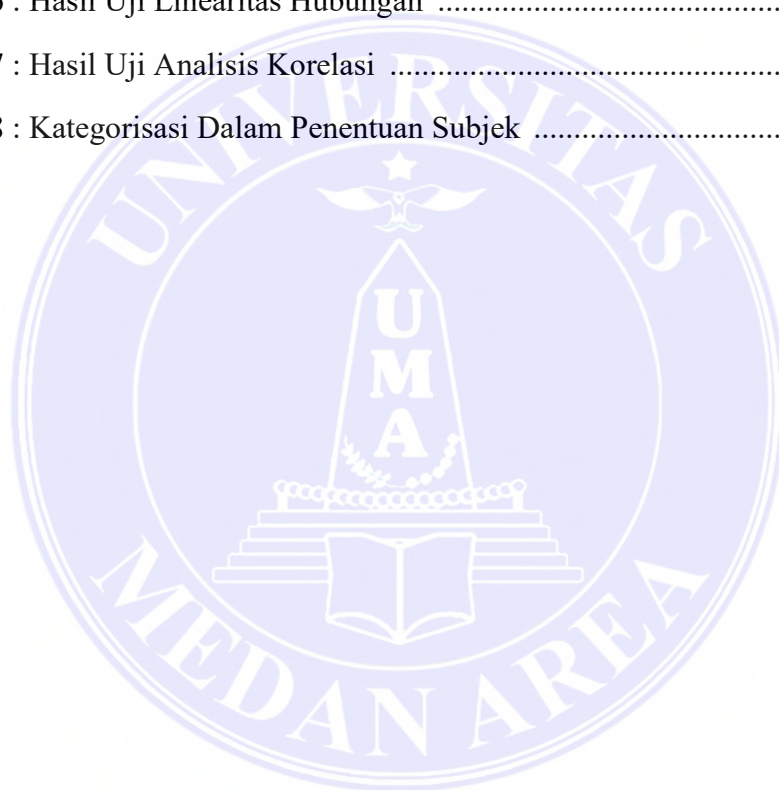 : Hasil Uji Linearitas Hubungan ....................................................
7 : Hasil Uji Analisis Korelasi ............................................................
8 : Kategorisasi Dalam Penentuan Subjek ......................................
UNIVERSITAS
UMA
MEDAN AREA